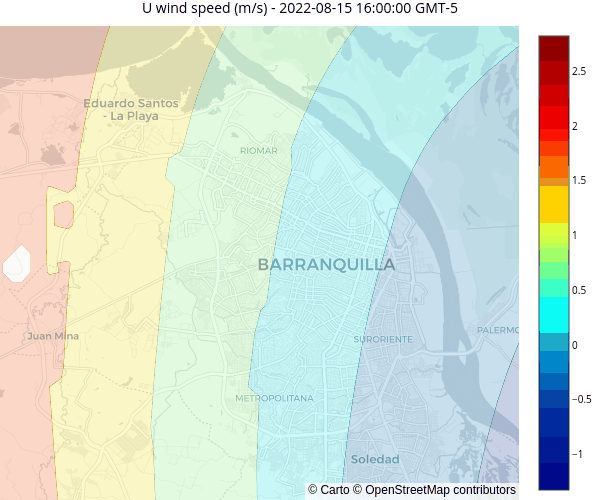 U wind speed (m/s) - 2022-08-15 16:00:00 GMT-5
Eduardo Santos
- La Playa
RIOMAR
BARRANQUILLA
Juan Mina
SURORIENTE
PALERMO
METROPOLITANA
Soledad
© Carto © OpenStreetMap contributors
2.5
2
1.5
1
0.5
0
−0.5
−1